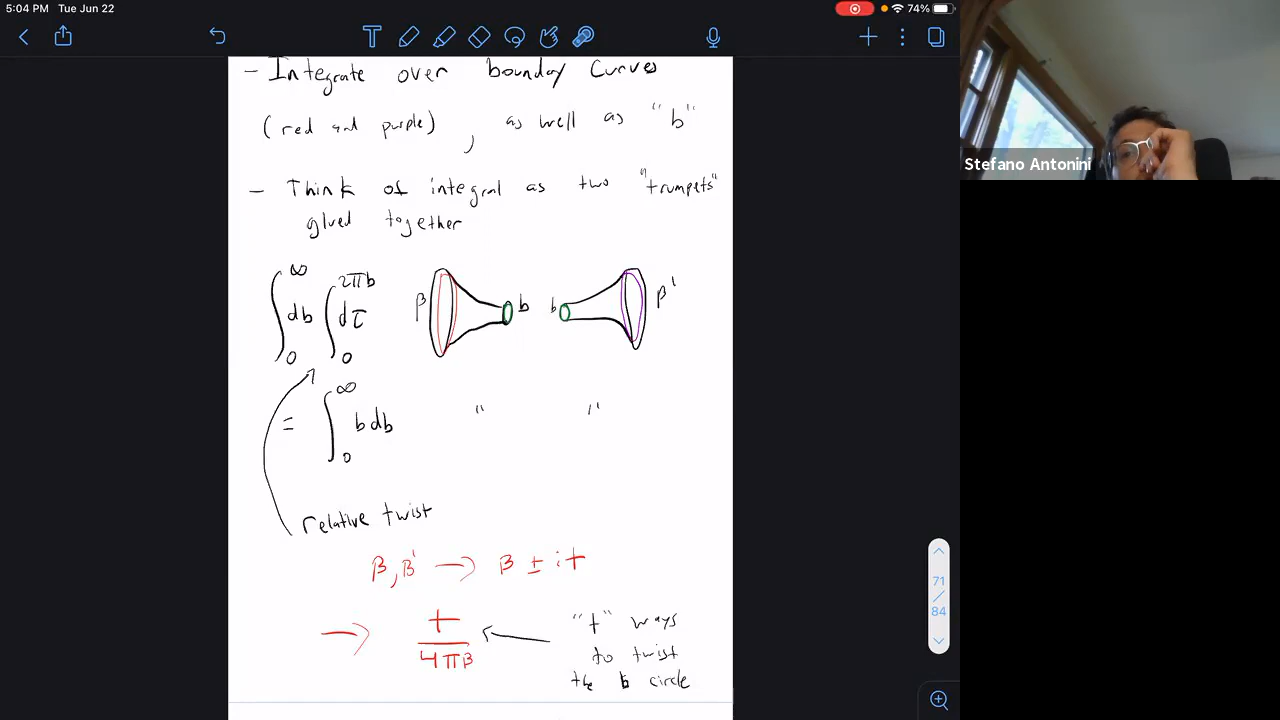 5:04 PM Tue Jun 22
74%
- Integrate over bounday Curves
(red and purple), as well as "b"
- Think of integral as two "trumpets"
glued together
∫₀^∞ db ∫₀^{2πb} dτ β b b β'
= ∫₀^∞ b db " "
relative twist
β, β' → β ± it
→ t/4πβ ← "t" ways
to twist
the b circle
71
/
84
Stefano Antonini